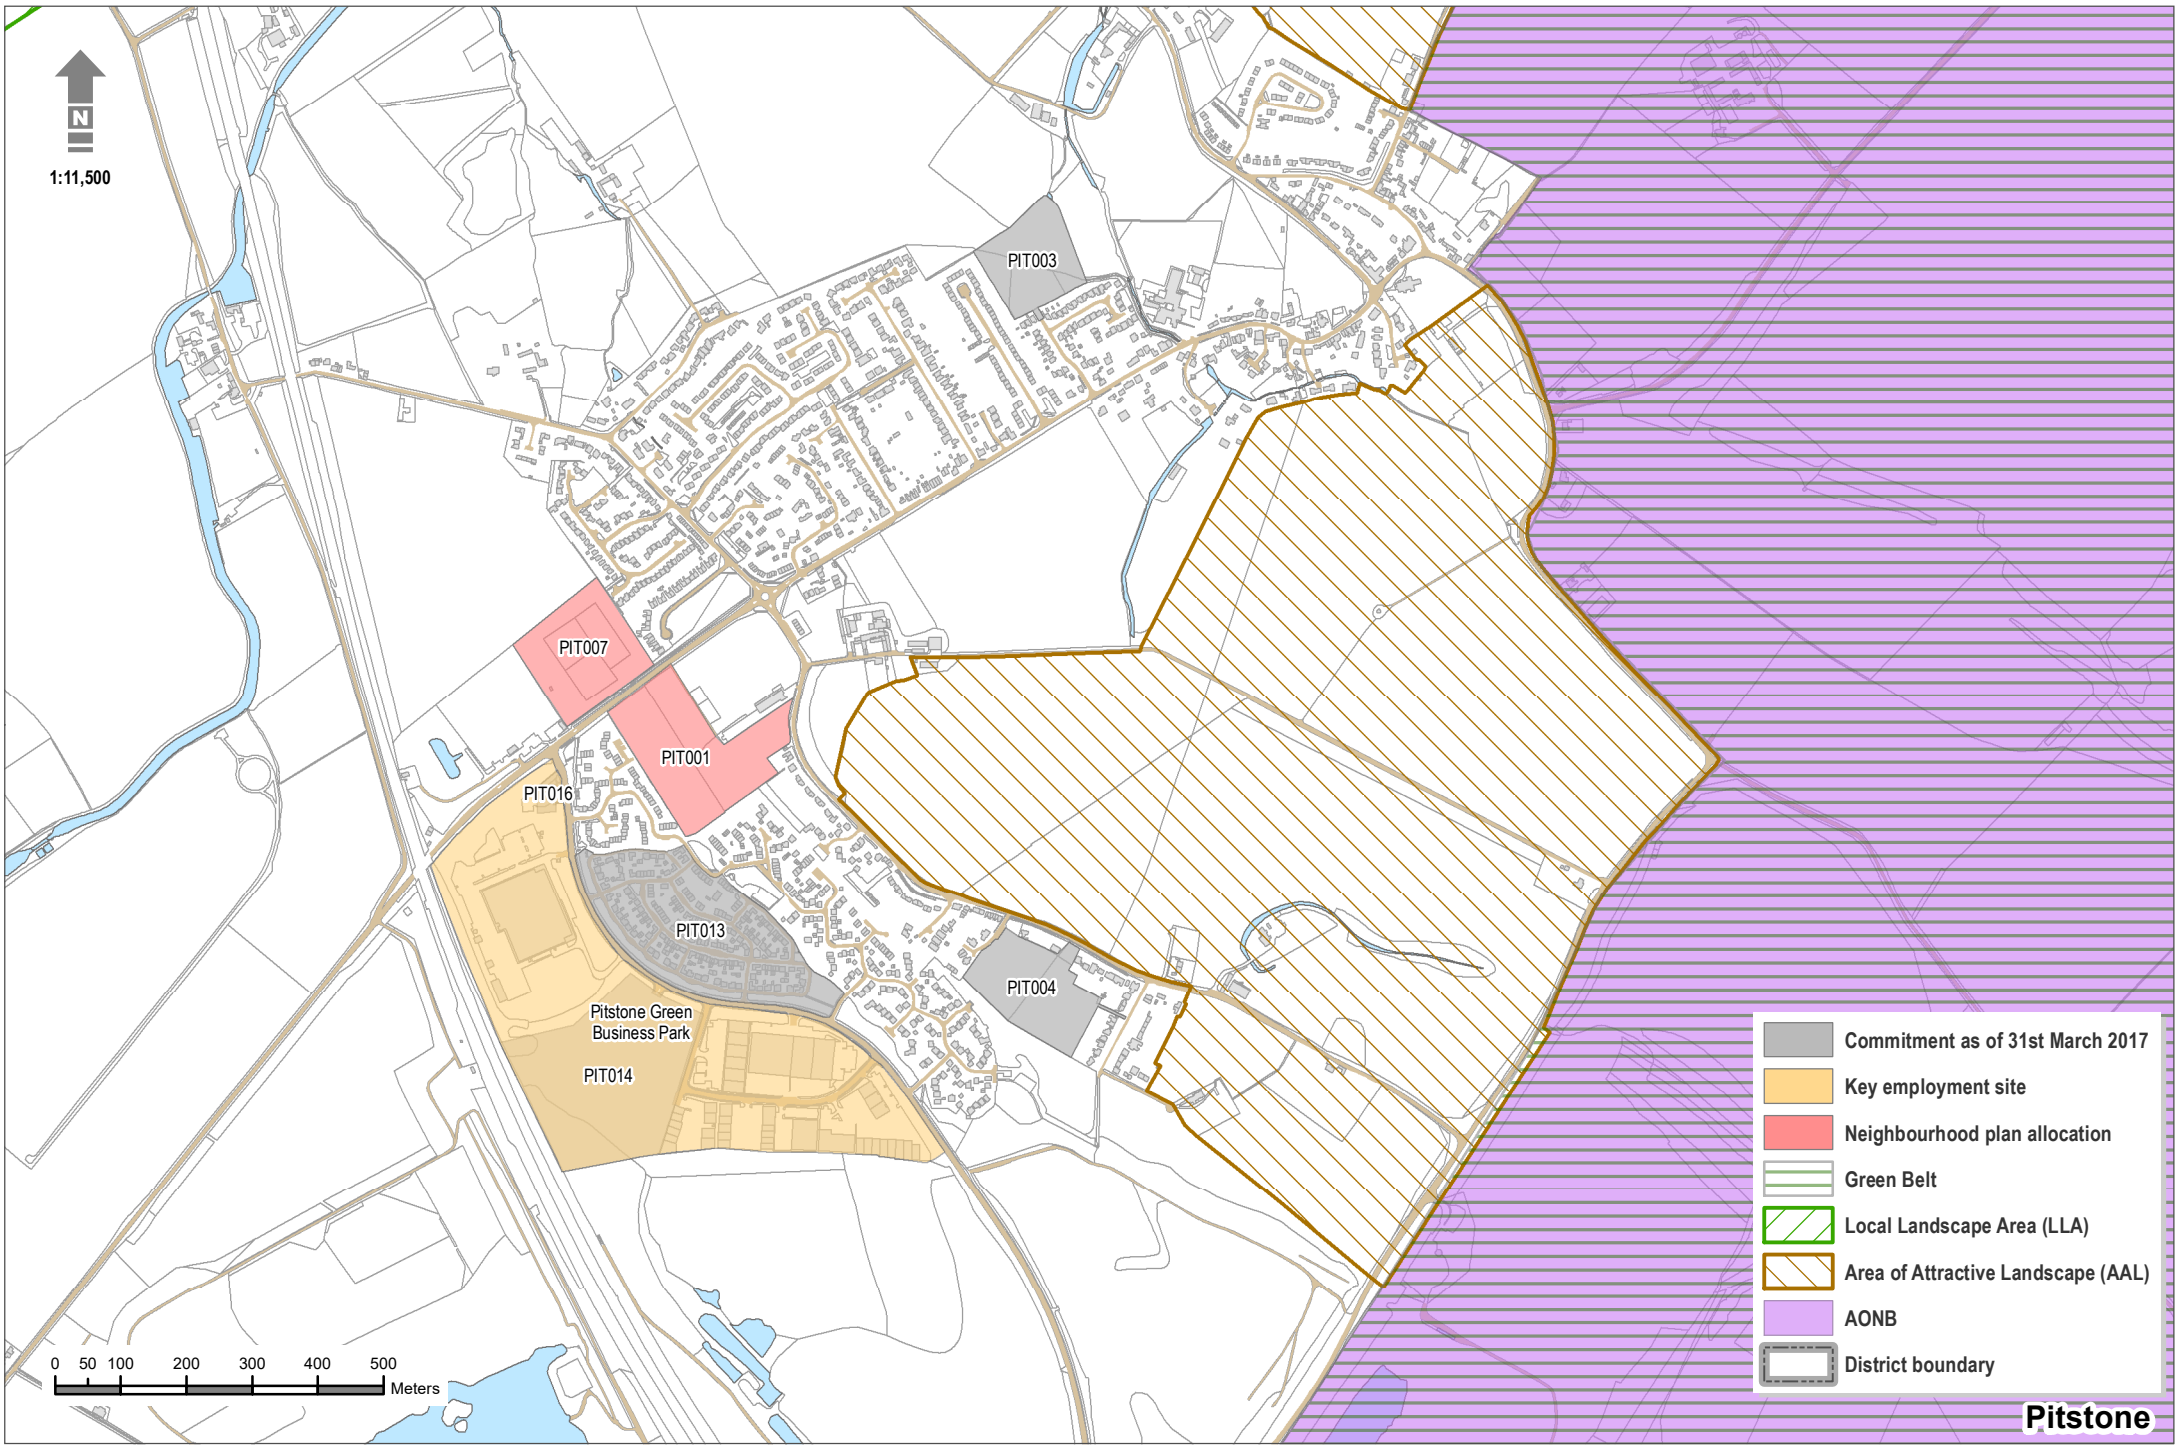 N
1:11,500
PIT003
PIT007
PIT001
PIT016
PIT013
PIT004
Pitstone Green
Business Park
PIT014
Commitment as of 31st March 2017
Key employment site
Neighbourhood plan allocation
Green Belt
Local Landscape Area (LLA)
Area of Attractive Landscape (AAL)
AONB
District boundary
0 50 100 200 300 400 500
Meters
Pitstone